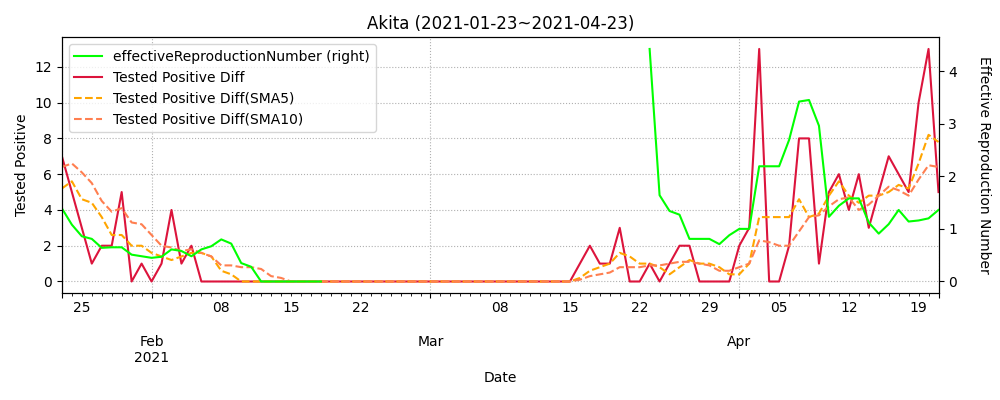 Akita (2021-01-23~2021-04-23)
effectiveReproductionNumber (right)
Tested Positive Diff
Tested Positive Diff(SMA5)
Tested Positive Diff(SMA10)
Tested Positive
12
10
8
6
4
2
0
4
3
2
1
0
Effective Reproduction Number
25 08 15 22 08 15 22 29 05 12 19
Feb Mar Apr
2021
Date